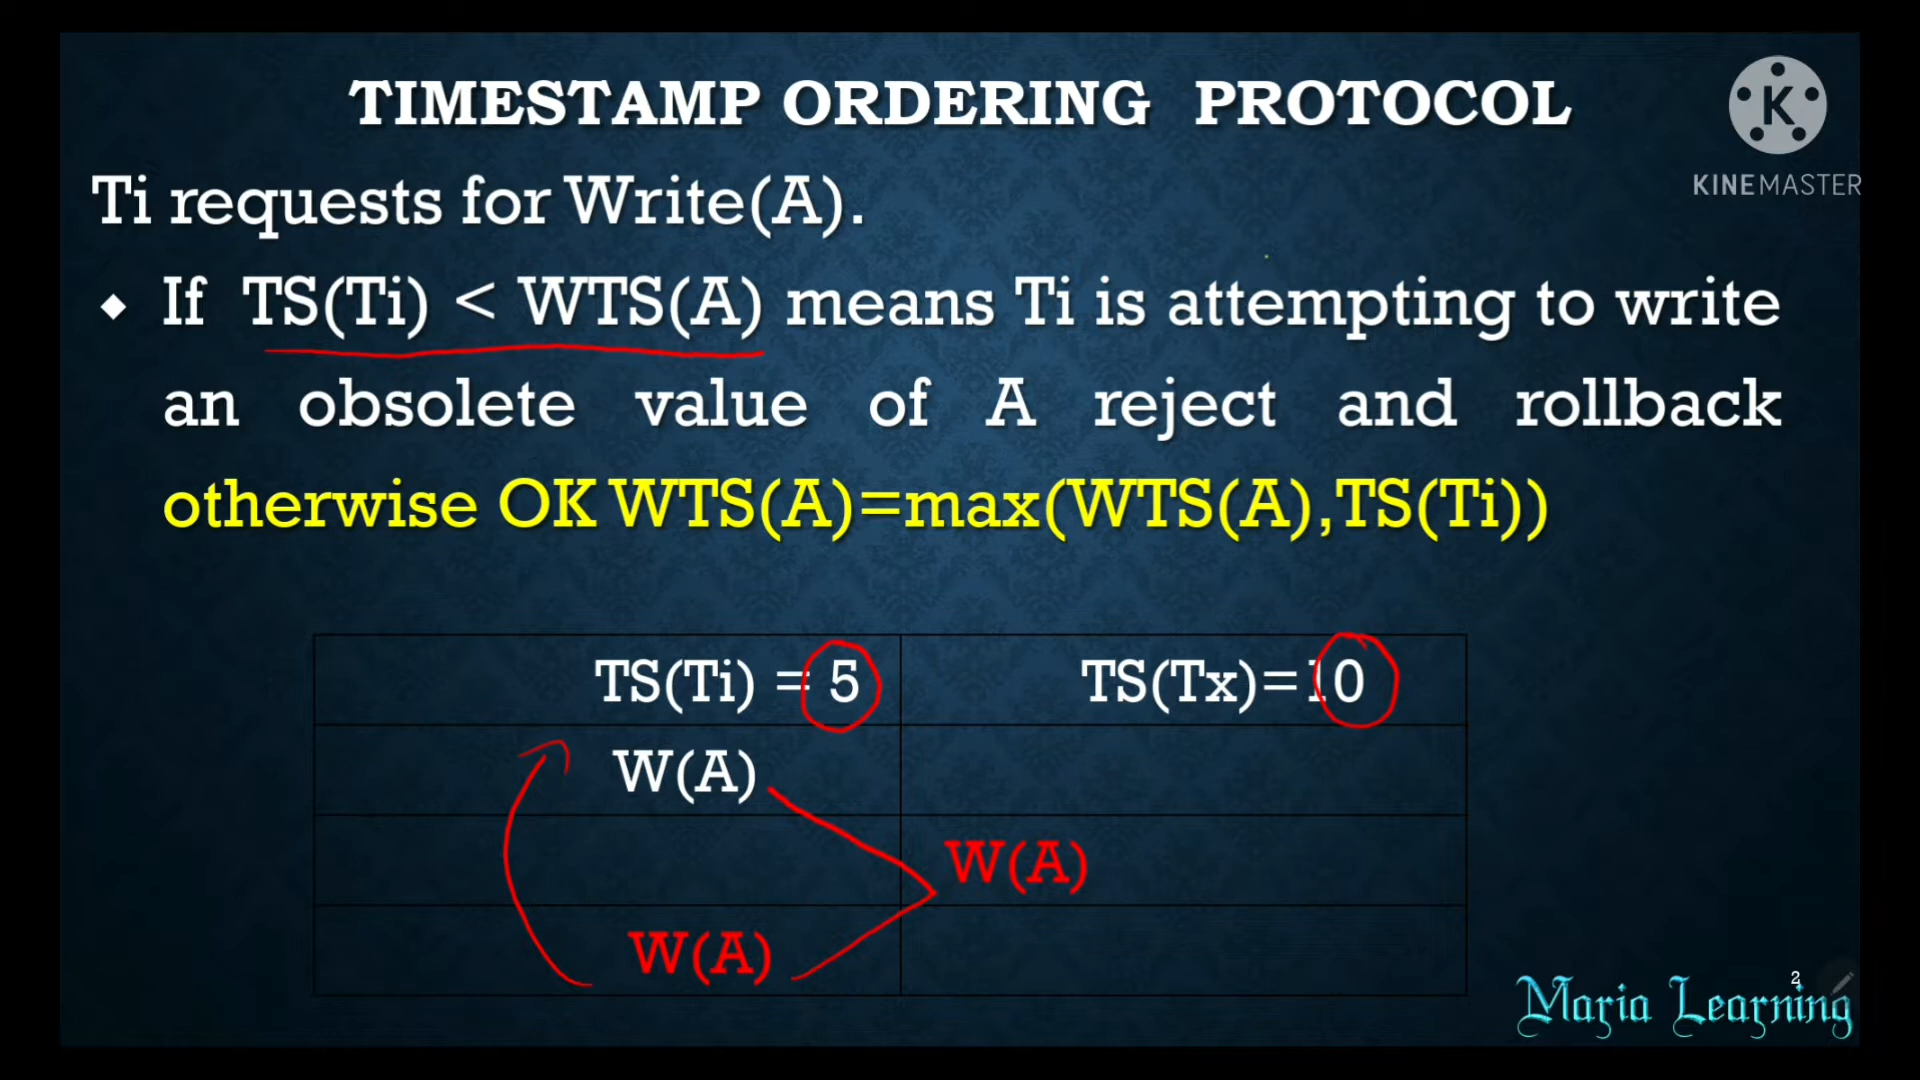 TIMESTAMP ORDERING PROTOCOL
K
KINEMASTER
Ti requests for Write(A).
If TS(Ti) < WTS(A) means Ti is attempting to write
an obsolete value of A reject and rollback
otherwise OK WTS(A)=max(WTS(A),TS(Ti))
TS(Ti) = 5 TS(Tx)=10
W(A)
W(A)
W(A)
2
Maria Learning